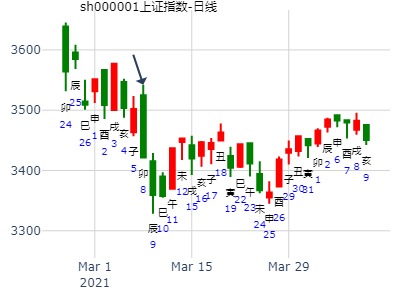 sh000001上证指数-日线
3600
3500
3400
3300
卯
24
辰
25
巳
26
申
1
酉
2
戌
3
亥
4
子
5
卯
8
辰
9
巳
10
午
11
未
12
戌
15
亥
16
子
17
丑
18
寅
19
巳
22
午
23
未
24
申
25
酉
26
子
29
丑
30
寅
31
卯
1
辰
2
申
6
酉
7
戌
8
亥
9
Mar 1
2021
Mar 15
Mar 29